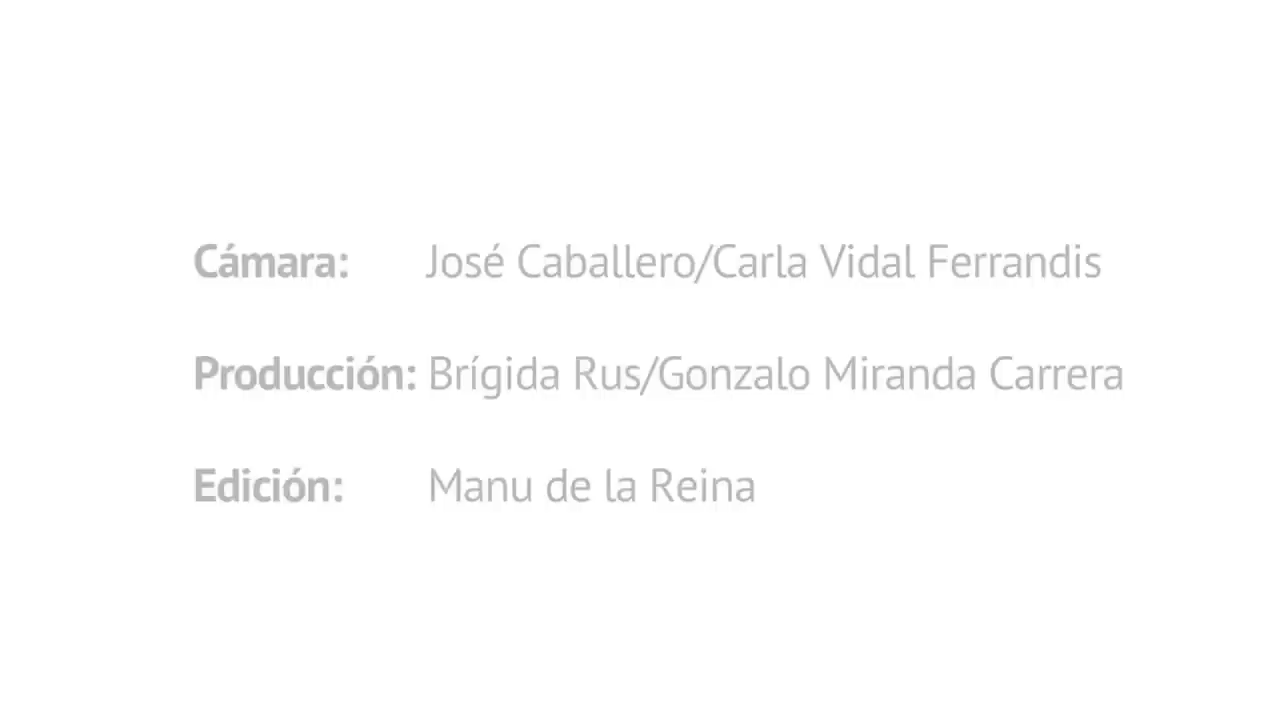 Cámara: José Caballero/Carla Vidal Ferrandis
Producción: Brígida Rus/Gonzalo Miranda Carrera
Edición: Manu de la Reina